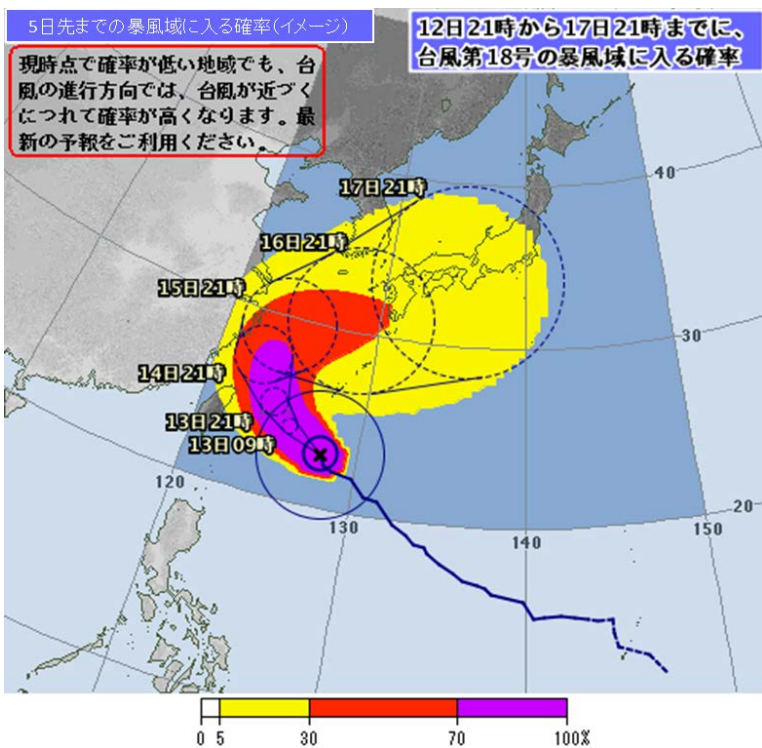 5日先までの暴風域に入る確率(イメージ)
12日21時から17日21時までに、
台風第18号の暴風域に入る確率
現時点で確率が低い地域でも、台
風の進行方向では、台風が近づく
につれて確率が高くなります。最
新の予報をご利用ください。
17日21時
16日21時
15日21時
14日21時
13日21時
13日09時
40
30
20
120
130
140
150
0 5 30 70 100%